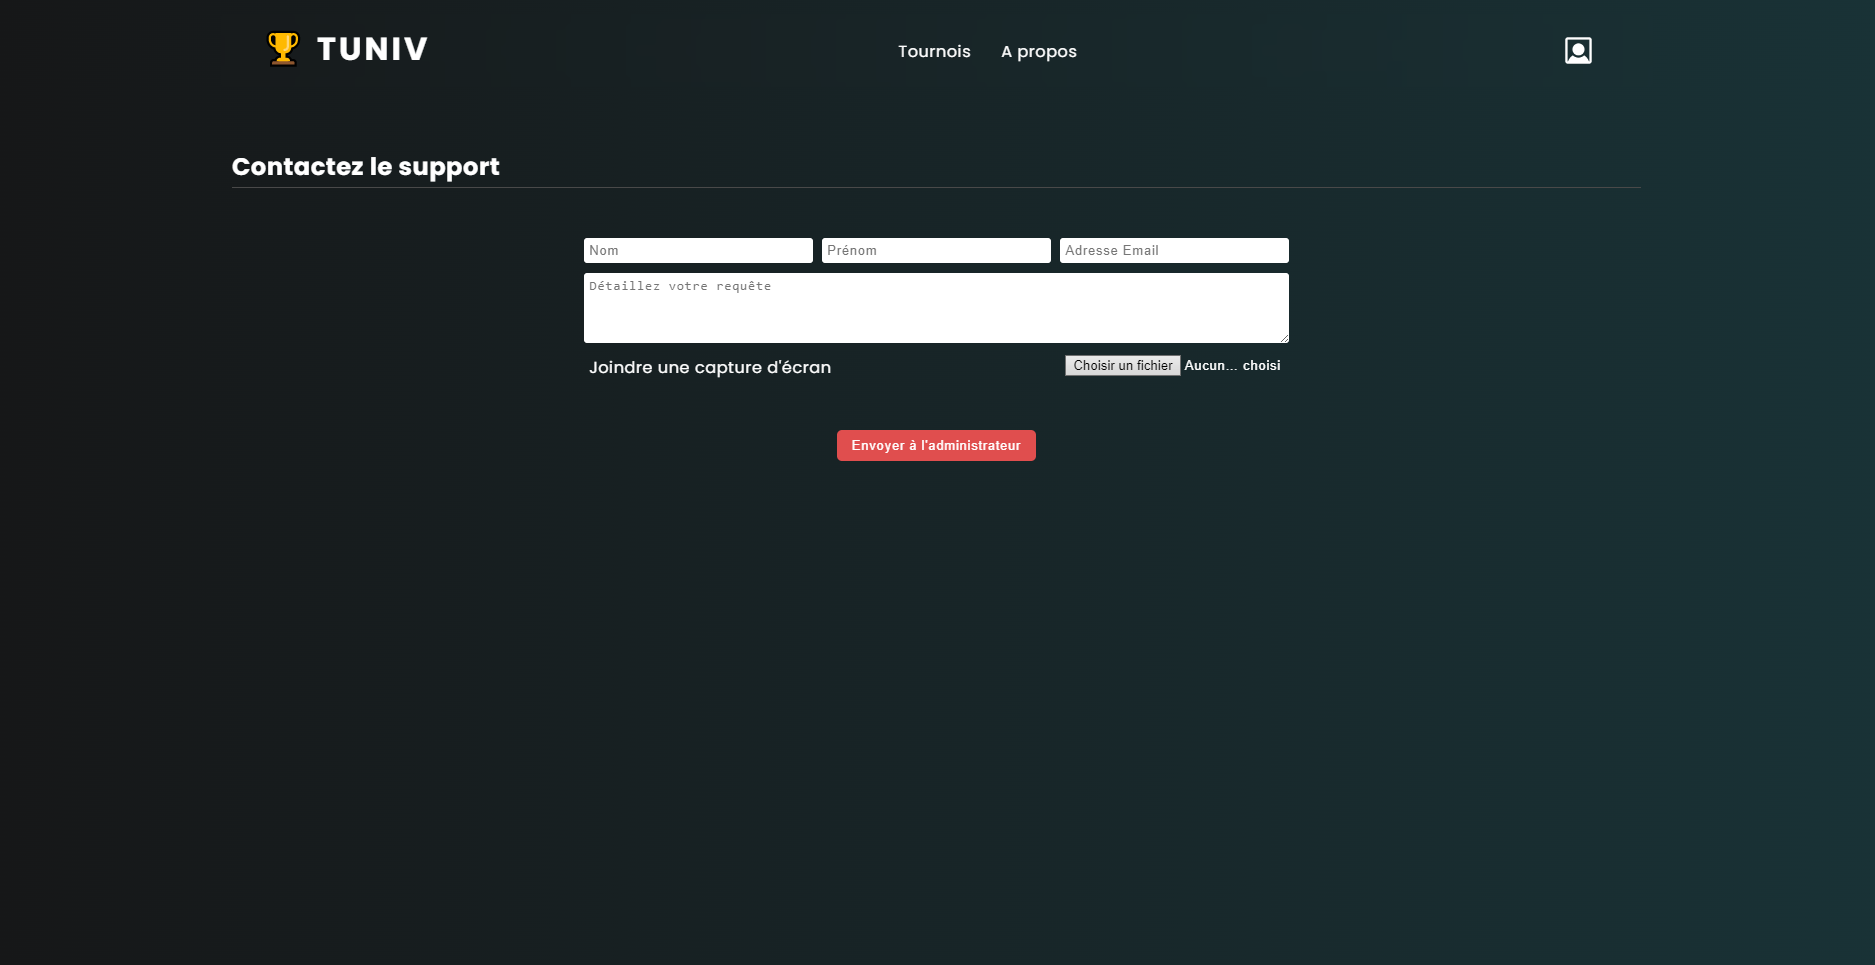 TUNIV
Tournois
A propos
Contactez le support
Nom
Prénom
Adresse Email
Détaillez votre requête
Joindre une capture d'écran
Choisir un fichier
Aucun... choisi
Envoyer à l'administrateur